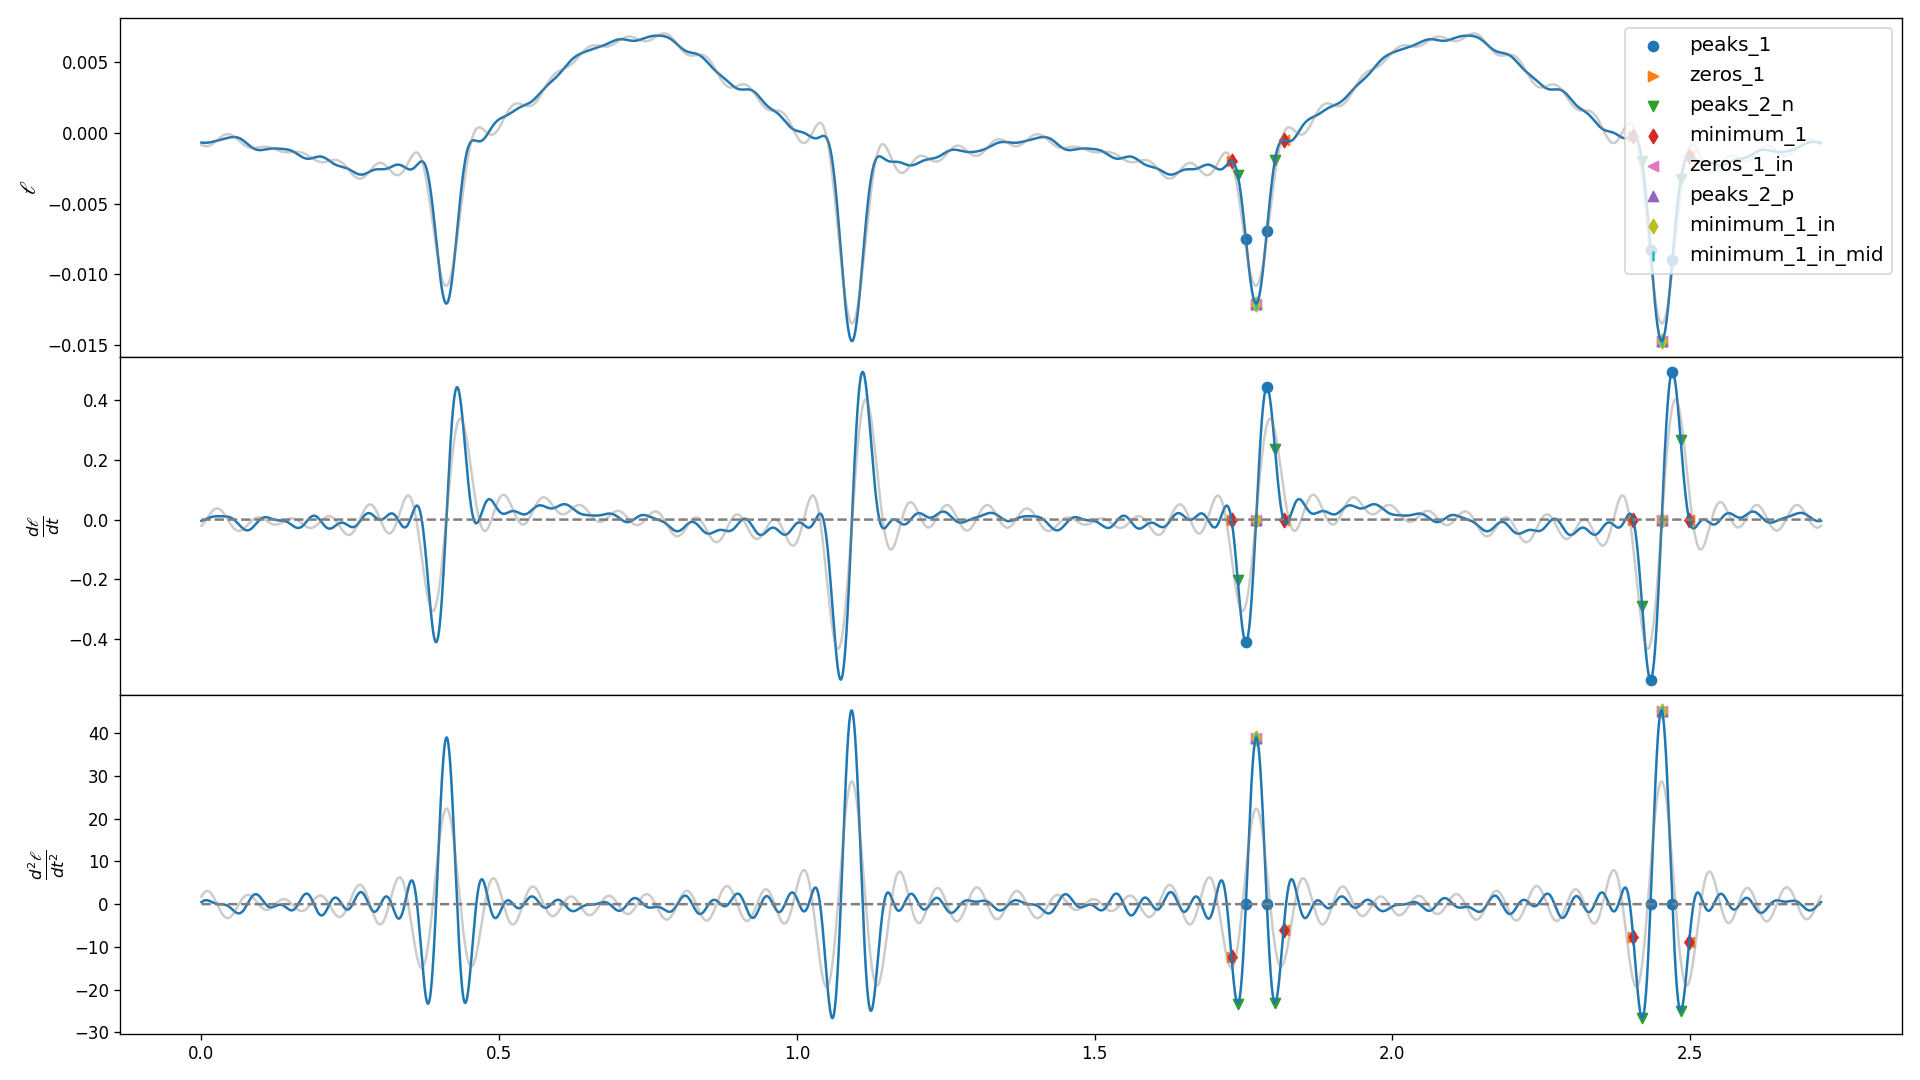 0.005
0.000
−0.005
−0.010
−0.015
ℓ
peaks_1
zeros_1
peaks_2_n
minimum_1
zeros_1_in
peaks_2_p
minimum_1_in
minimum_1_in_mid
0.4
0.2
0.0
−0.2
−0.4
dℓ/dt
40
30
20
10
0
−10
−20
−30
d²ℓ/dt²
0.0 0.5 1.0 1.5 2.0 2.5